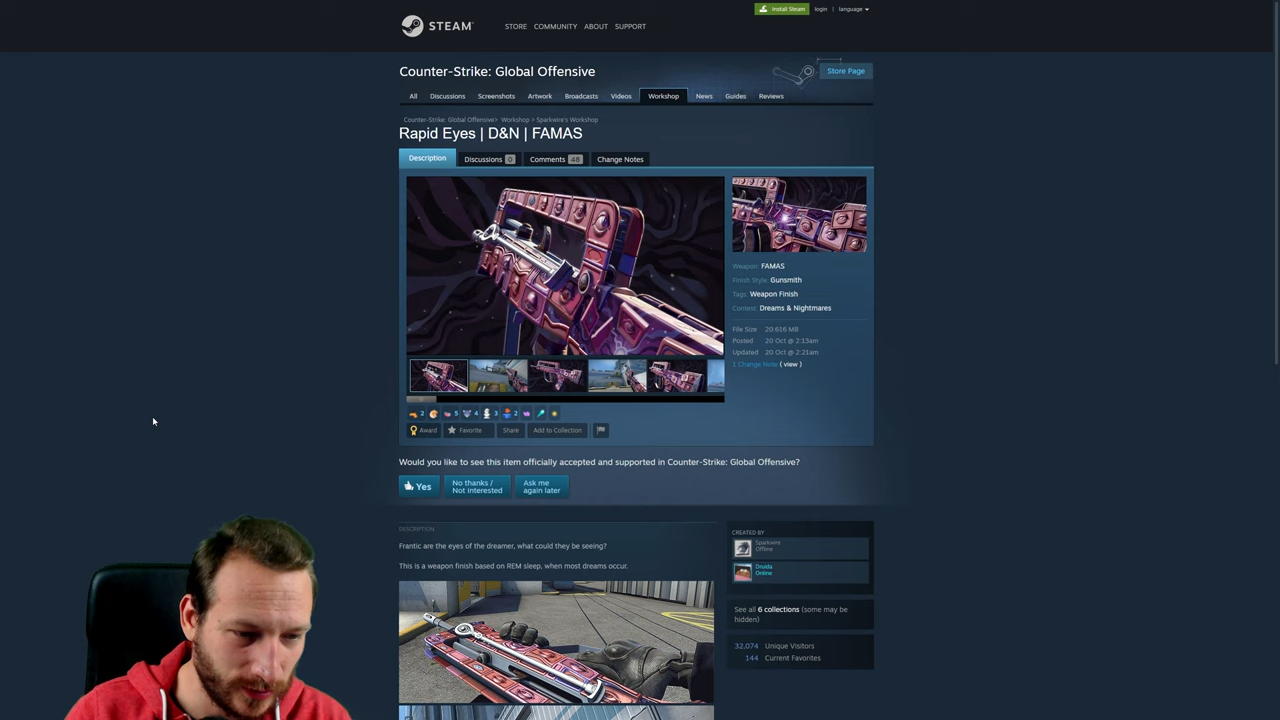 Install Steam login | language
STEAM®
STORE COMMUNITY ABOUT SUPPORT
Counter-Strike: Global Offensive
Store Page
All Discussions Screenshots Artwork Broadcasts Videos Workshop News Guides Reviews
Counter-Strike: Global Offensive> Workshop > Sparkwire's Workshop
Rapid Eyes | D&N | FAMAS
Description Discussions 0 Comments 48 Change Notes
Weapon: FAMAS
Finish Style: Gunsmith
Tags: Weapon Finish
Contest: Dreams & Nightmares
File Size 20.616 MB
Posted 20 Oct @ 2:13am
Updated 20 Oct @ 2:21am
1 Change Note ( view )
2 5 4 3 2
Award Favorite Share Add to Collection
Would you like to see this item officially accepted and supported in Counter-Strike: Global Offensive?
Yes
No thanks /
Not interested
Ask me
again later
DESCRIPTION
Frantic are the eyes of the dreamer, what could they be seeing?
This is a weapon finish based on REM sleep, when most dreams occur.
CREATED BY
Sparkwire
Offline
Druida
Online
See all 6 collections (some may be
hidden)
32,074 Unique Visitors
144 Current Favorites